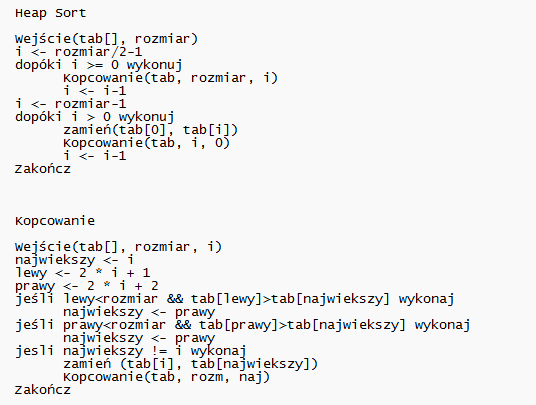 Heap Sort
Wejście(tab[], rozmiar)
i <- rozmiar/2-1
dopóki i >= 0 wykonuj
Kopcowanie(tab, rozmiar, i)
i <- i-1
i <- rozmiar-1
dopóki i > 0 wykonuj
zamień(tab[0], tab[i])
Kopcowanie(tab, i, 0)
i <- i-1
Zakończ
Kopcowanie
Wejście(tab[], rozmiar, i)
najwiekszy <- i
lewy <- 2 * i + 1
prawy <- 2 * i + 2
jeśli lewy<rozmiar && tab[lewy]>tab[najwiekszy] wykonaj
najwiekszy <- prawy
jeśli prawy<rozmiar && tab[prawy]>tab[najwiekszy] wykonaj
najwiekszy <- prawy
jesli najwiekszy != i wykonaj
zamień (tab[i], tab[najwiekszy])
Kopcowanie(tab, rozm, naj)
Zakończ